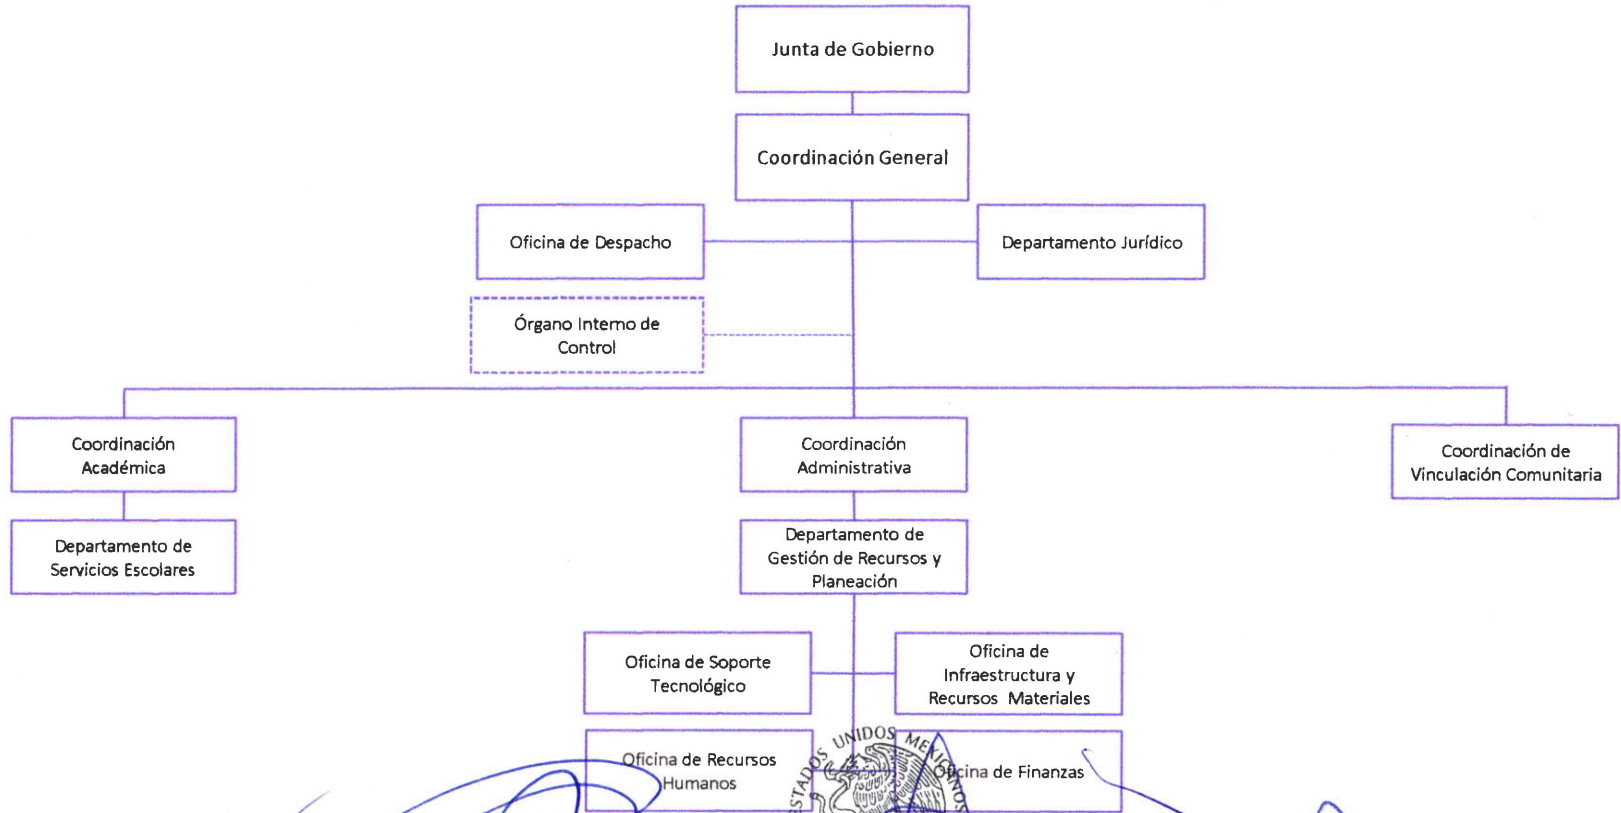 Junta de Gobierno
Coordinación General
Oficina de Despacho
Departamento Jurídico
Órgano Interno de
Control
Coordinación
Académica
Coordinación
Administrativa
Coordinación de
Vinculación Comunitaria
Departamento de
Servicios Escolares
Departamento de
Gestión de Recursos y
Planeación
Oficina de Soporte
Tecnológico
Oficina de
Infraestructura y
Recursos Materiales
Oficina de Recursos
Humanos
Oficina de Finanzas
ESTADOS UNIDOS MEXICANOS